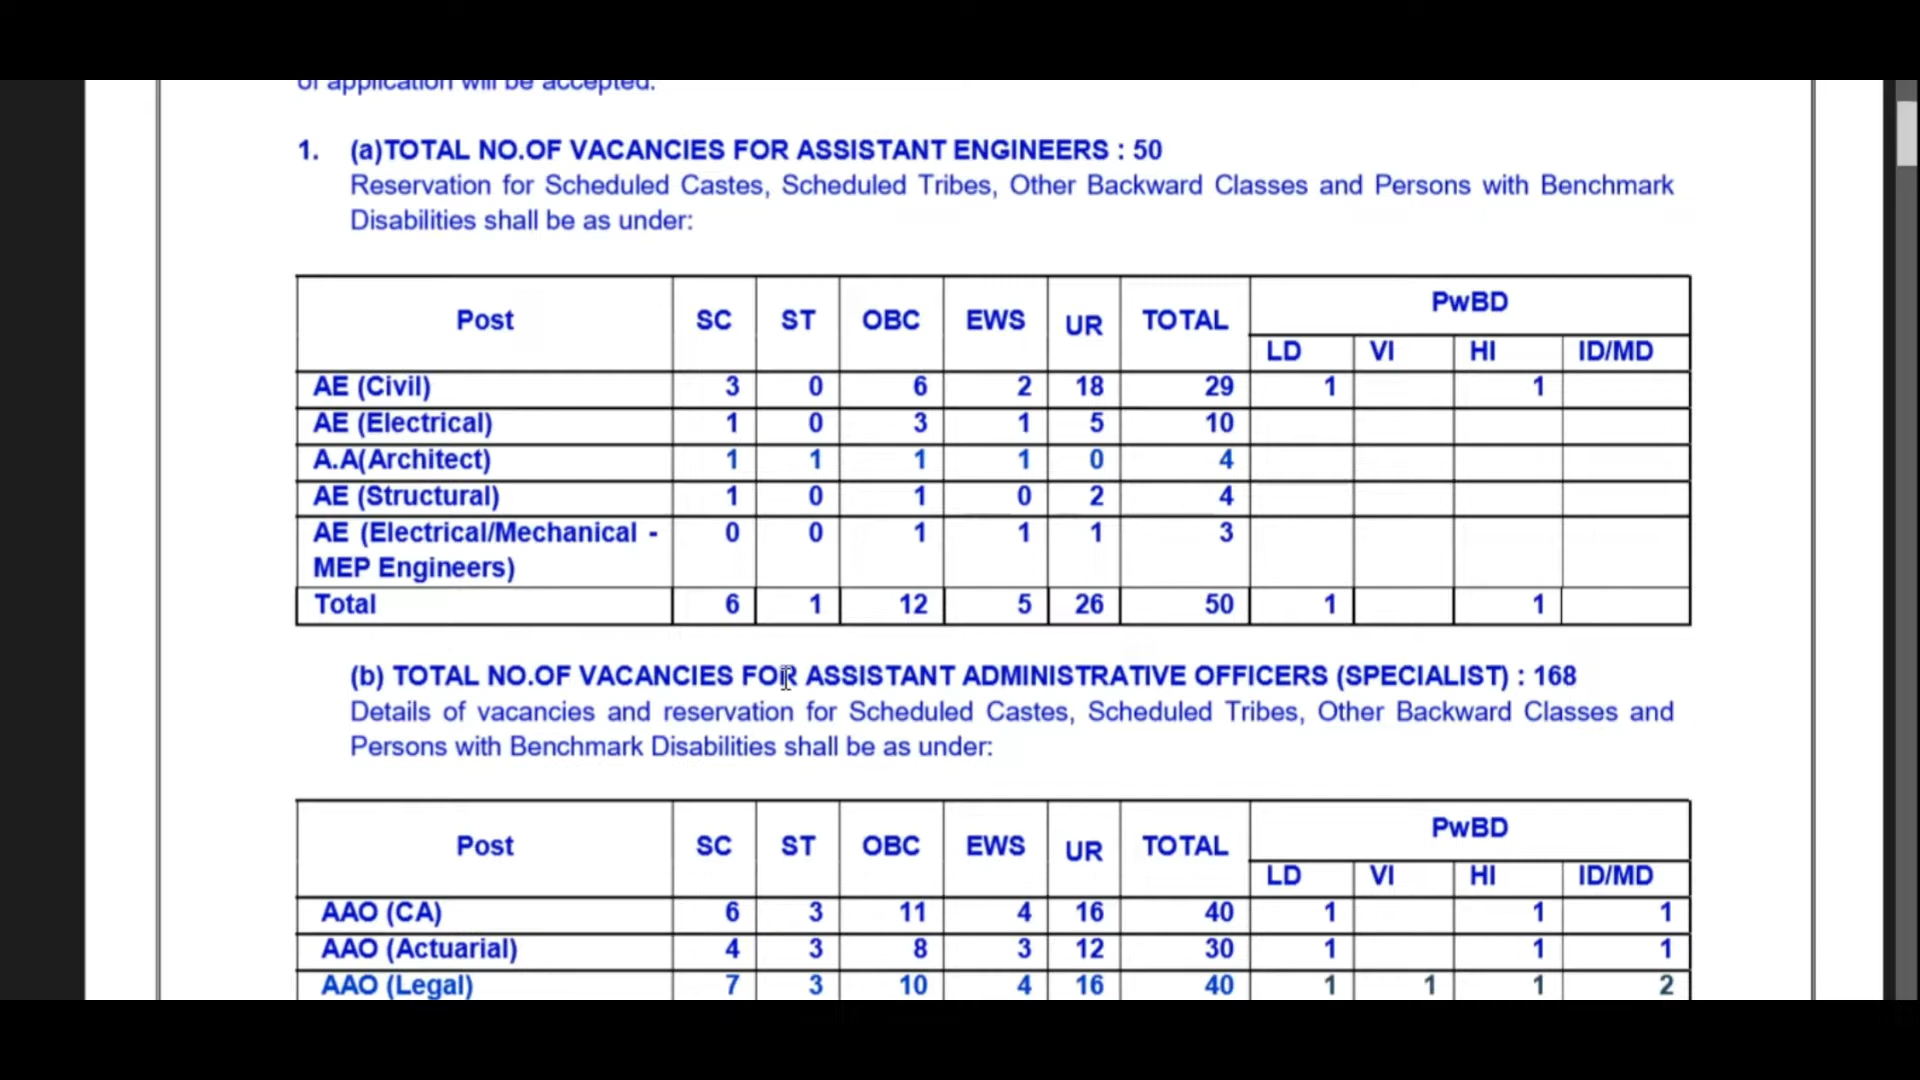 of application will be accepted.
1. (a)TOTAL NO.OF VACANCIES FOR ASSISTANT ENGINEERS : 50
Reservation for Scheduled Castes, Scheduled Tribes, Other Backward Classes and Persons with Benchmark
Disabilities shall be as under:
Post SC ST OBC EWS UR TOTAL PwBD
LD VI HI ID/MD
AE (Civil) 3 0 6 2 18 29 1 1
AE (Electrical) 1 0 3 1 5 10
A.A(Architect) 1 1 1 1 0 4
AE (Structural) 1 0 1 0 2 4
AE (Electrical/Mechanical - 0 0 1 1 1 3
MEP Engineers)
Total 6 1 12 5 26 50 1 1
(b) TOTAL NO.OF VACANCIES FOR ASSISTANT ADMINISTRATIVE OFFICERS (SPECIALIST) : 168
Details of vacancies and reservation for Scheduled Castes, Scheduled Tribes, Other Backward Classes and
Persons with Benchmark Disabilities shall be as under:
Post SC ST OBC EWS UR TOTAL PwBD
LD VI HI ID/MD
AAO (CA) 6 3 11 4 16 40 1 1 1
AAO (Actuarial) 4 3 8 3 12 30 1 1 1
AAO (Legal) 7 3 10 4 16 40 1 1 1 2